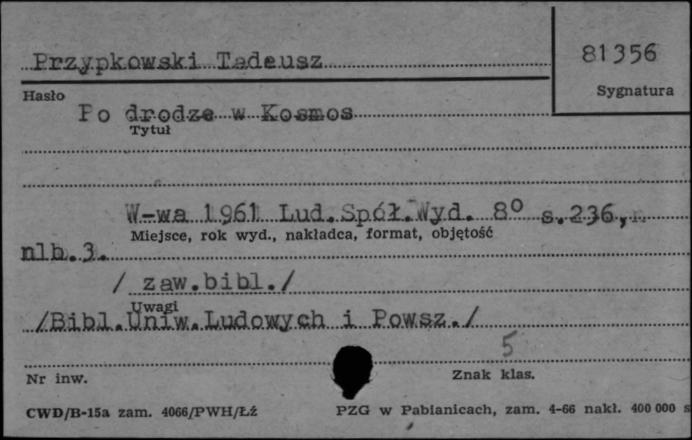 Przypkowski Tadeusz
81356
Hasło
Sygnatura
Po drodze w Kosmos
Tytuł
W-wa 1961 Lud.Spół.Wyd. 8° s.236,
Miejsce, rok wyd., nakładca, format, objętość
nlb.3.
/ zaw.bibl./
Uwagi
/Bibl.Uniw.Ludowych i Powsz./
5
Nr inw.
Znak klas.
CWD/B-15a zam. 4066/PWH/Łź
PZG w Pabianicach, zam. 4-66 nakł. 400 000 s